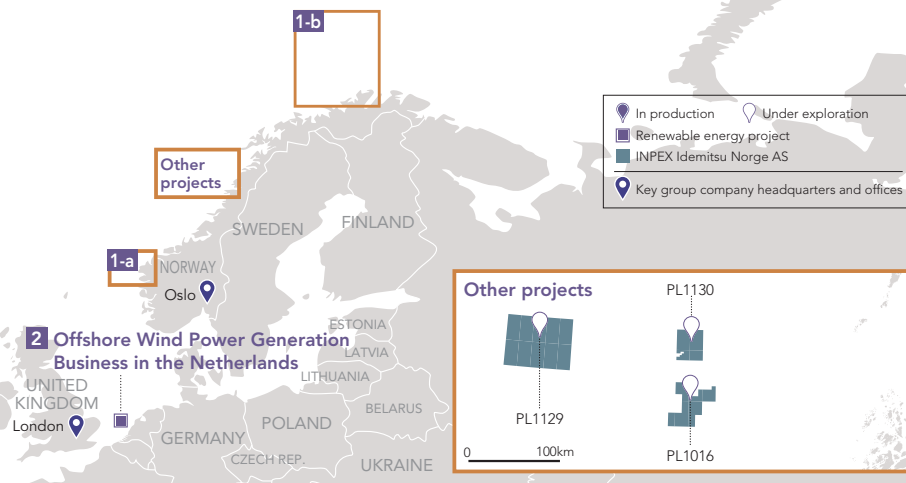 1-b
In production
Under exploration
Renewable energy project
INPEX Idemitsu Norge AS
Key group company headquarters and offices
Other
projects
SWEDEN
FINLAND
1-a
NORWAY
Oslo
2 Offshore Wind Power Generation
Business in the Netherlands
ESTONIA
LATVIA
LITHUANIA
UNITED
KINGDOM
London
BELARUS
POLAND
GERMANY
CZECH REP.
UKRAINE
Other projects
PL1130
PL1129
PL1016
0
100km